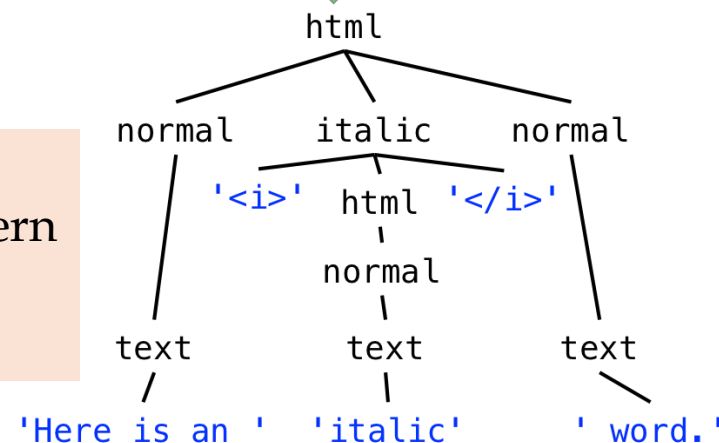 html
normal italic normal
ern
'<i>' html '</i>'
normal
text text text
'Here is an ' 'italic' ' word.'